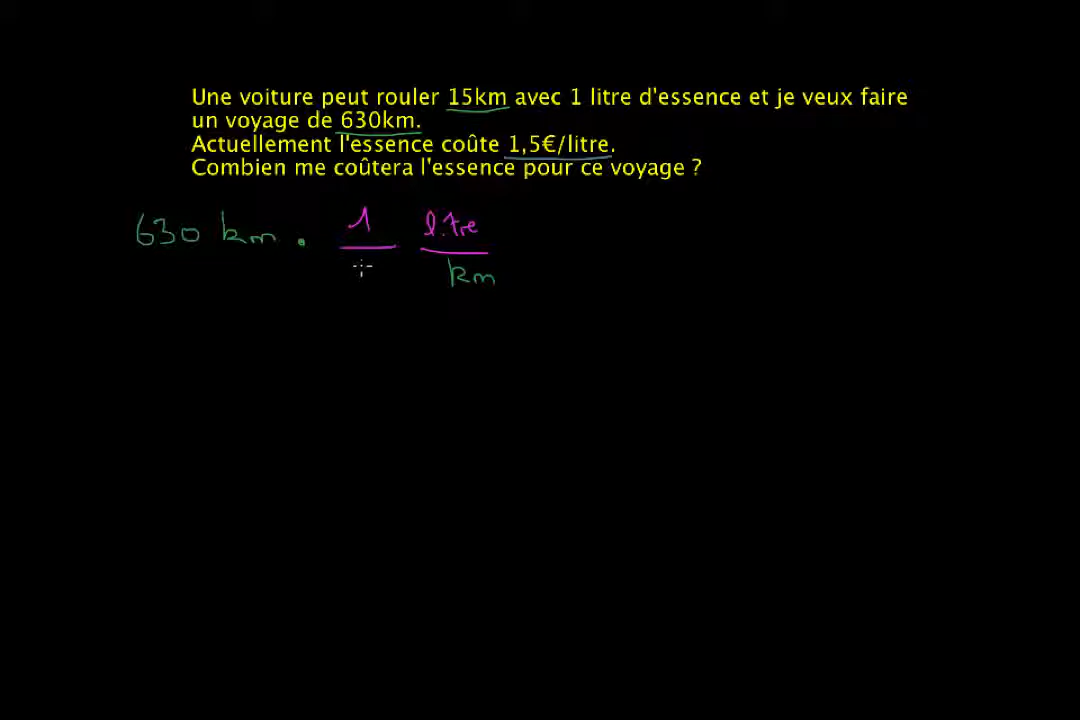 Une voiture peut rouler 15km avec 1 litre d'essence et je veux faire
un voyage de 630km.
Actuellement l'essence coûte 1,5€/litre.
Combien me coûtera l'essence pour ce voyage ?
630 km . 1 litre
km